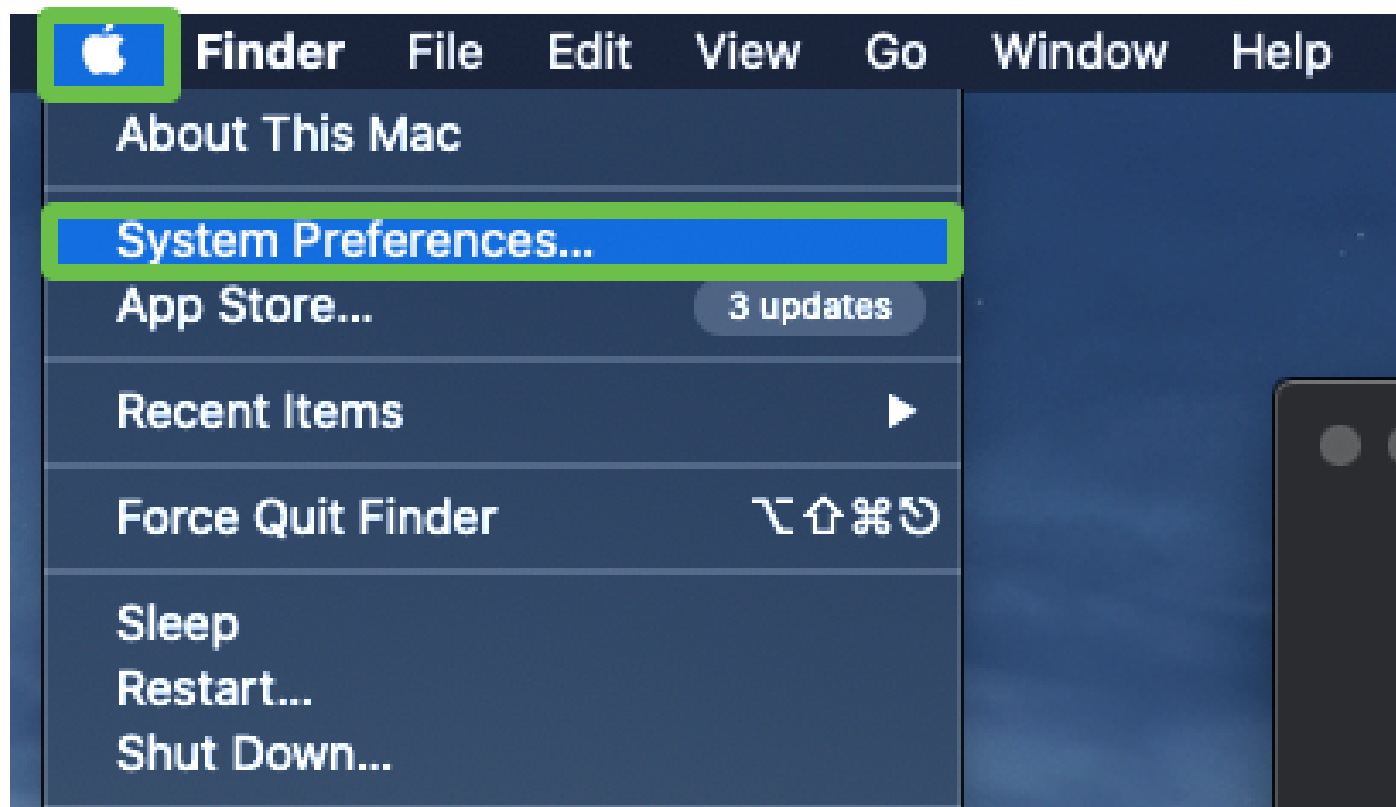 Finder File Edit View Go Window Help
About This Mac
System Preferences...
App Store... 3 updates
Recent Items ▶
Force Quit Finder ⌥⇧⌘⎋
Sleep
Restart...
Shut Down...